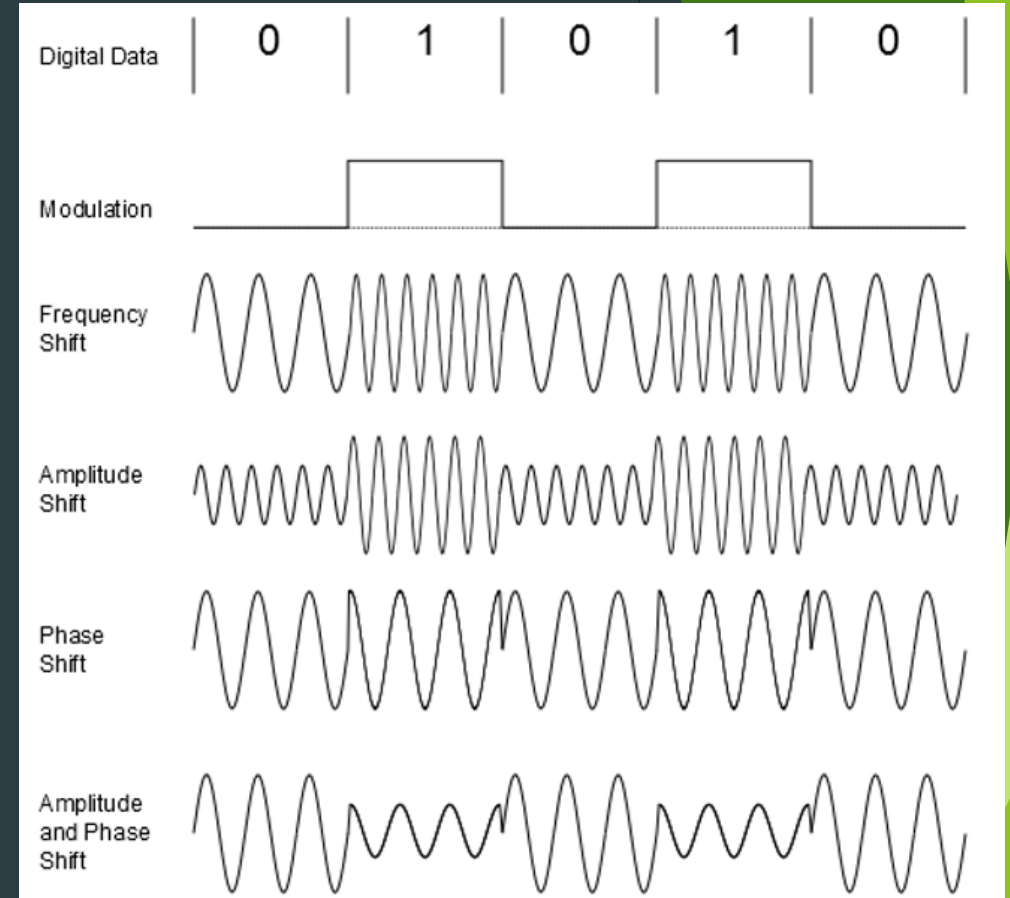 Digital Data 0 1 0 1 0
Modulation
Frequency
Shift
Amplitude
Shift
Phase
Shift
Amplitude
and Phase
Shift